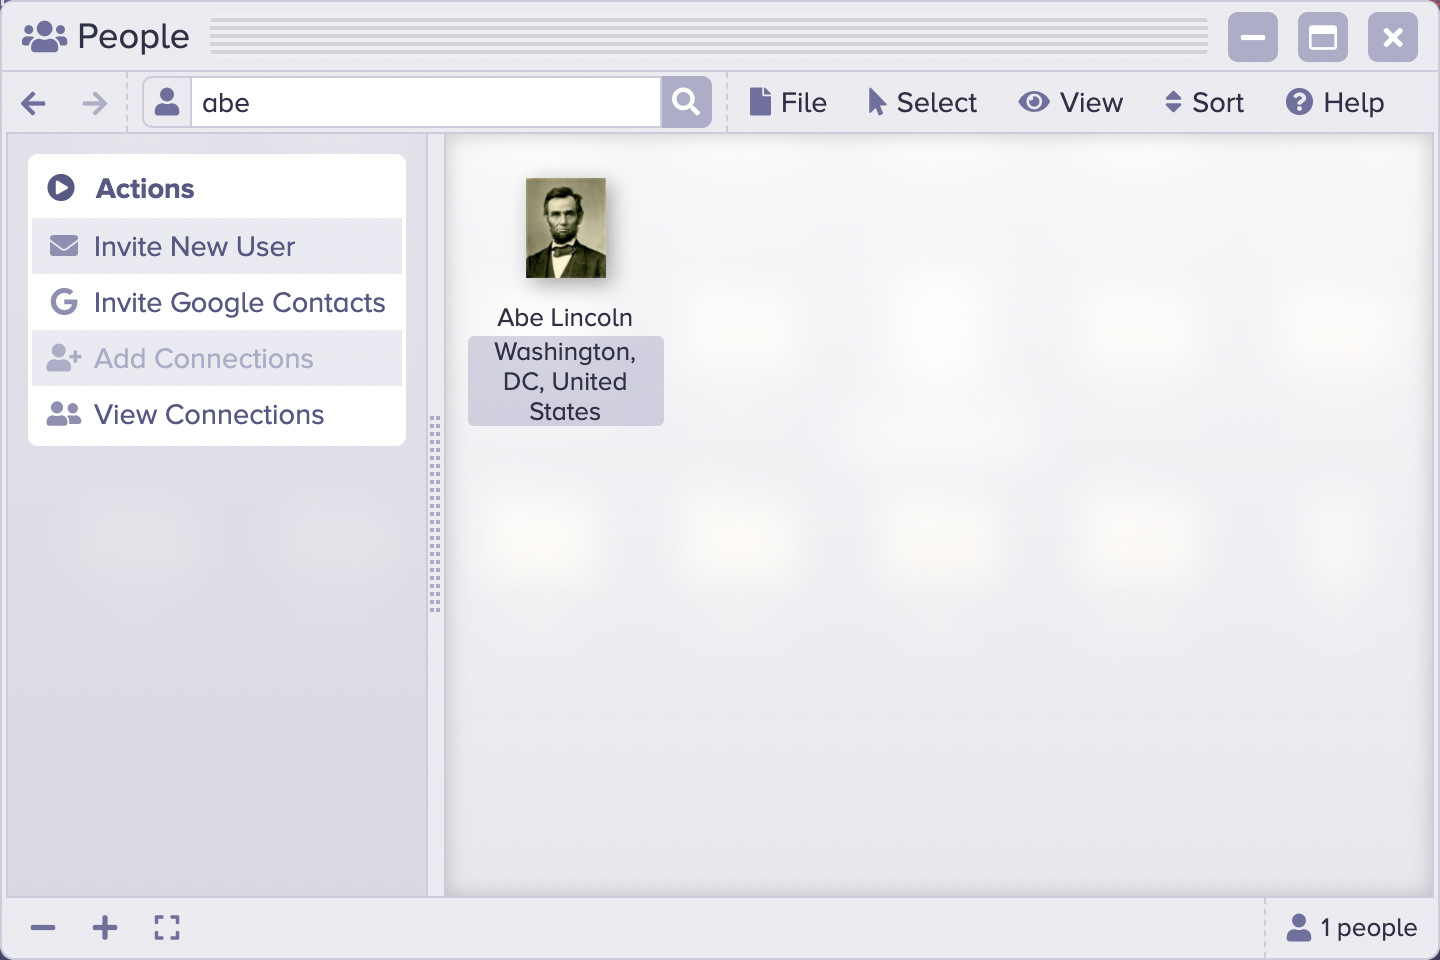 People
abe
File
Select
View
Sort
Help
Actions
Invite New User
Invite Google Contacts
Add Connections
View Connections
Abe Lincoln
Washington,
DC, United
States
1 people